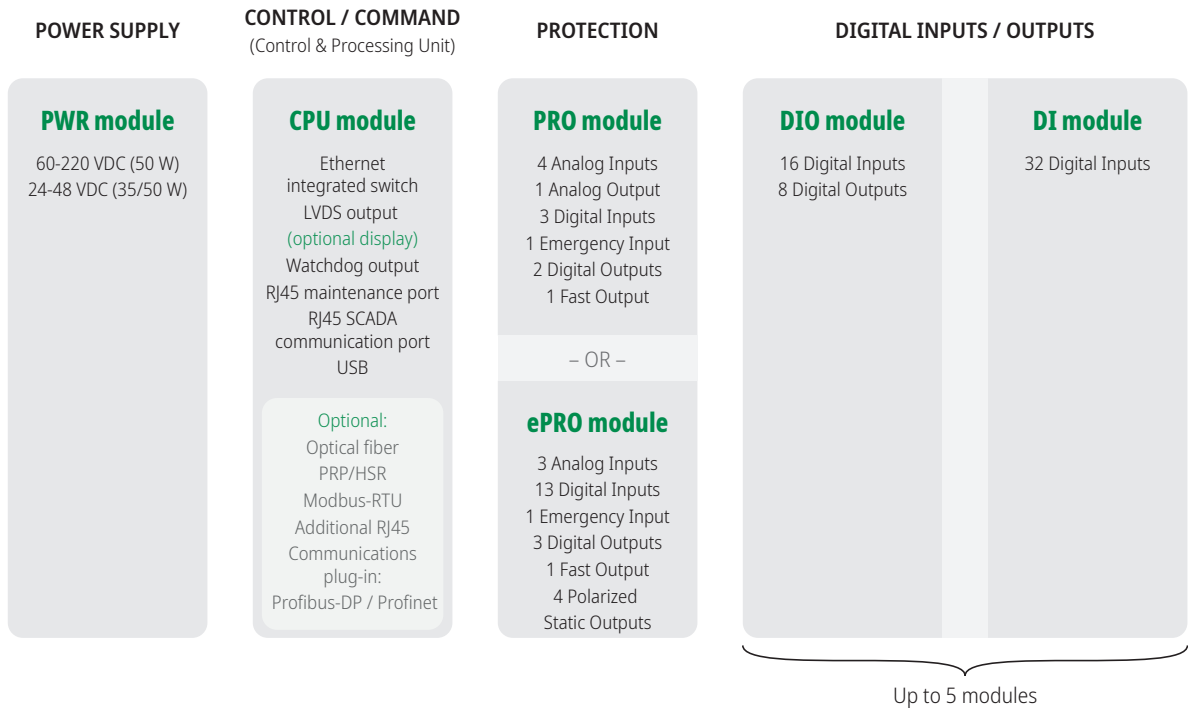 POWER SUPPLY
PWR module
60-220 VDC (50 W)
24-48 VDC (35/50 W)
CONTROL / COMMAND
(Control & Processing Unit)
CPU module
Ethernet
integrated switch
LVDS output
(optional display)
Watchdog output
RJ45 maintenance port
RJ45 SCADA
communication port
USB
Optional:
Optical fiber
PRP/HSR
Modbus-RTU
Additional RJ45
Communications
plug-in:
Profibus-DP / Profinet
PROTECTION
PRO module
4 Analog Inputs
1 Analog Output
3 Digital Inputs
1 Emergency Input
2 Digital Outputs
1 Fast Output
– OR –
ePRO module
3 Analog Inputs
13 Digital Inputs
1 Emergency Input
3 Digital Outputs
1 Fast Output
4 Polarized
Static Outputs
DIGITAL INPUTS / OUTPUTS
DIO module
16 Digital Inputs
8 Digital Outputs
DI module
32 Digital Inputs
Up to 5 modules